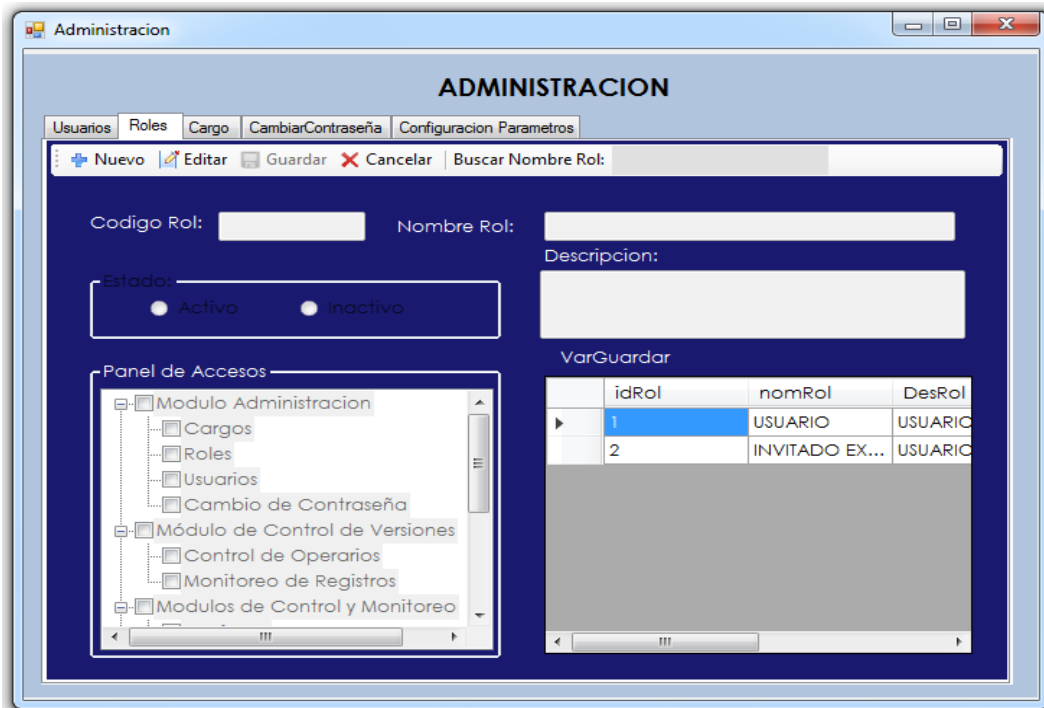 Administracion
ADMINISTRACION
Usuarios Roles Cargo CambiarContraseña Configuracion Parametros
Nuevo Editar Guardar Cancelar Buscar Nombre Rol:
Codigo Rol: Nombre Rol:
Descripcion:
Estado:
Activo Inactivo
VarGuardar
Panel de Accesos
Modulo Administracion
Cargos
Roles
Usuarios
Cambio de Contraseña
Módulo de Control de Versiones
Control de Operarios
Monitoreo de Registros
Modulos de Control y Monitoreo
idRol nomRol DesRol
1 USUARIO USUARIO
2 INVITADO EX... USUARIO